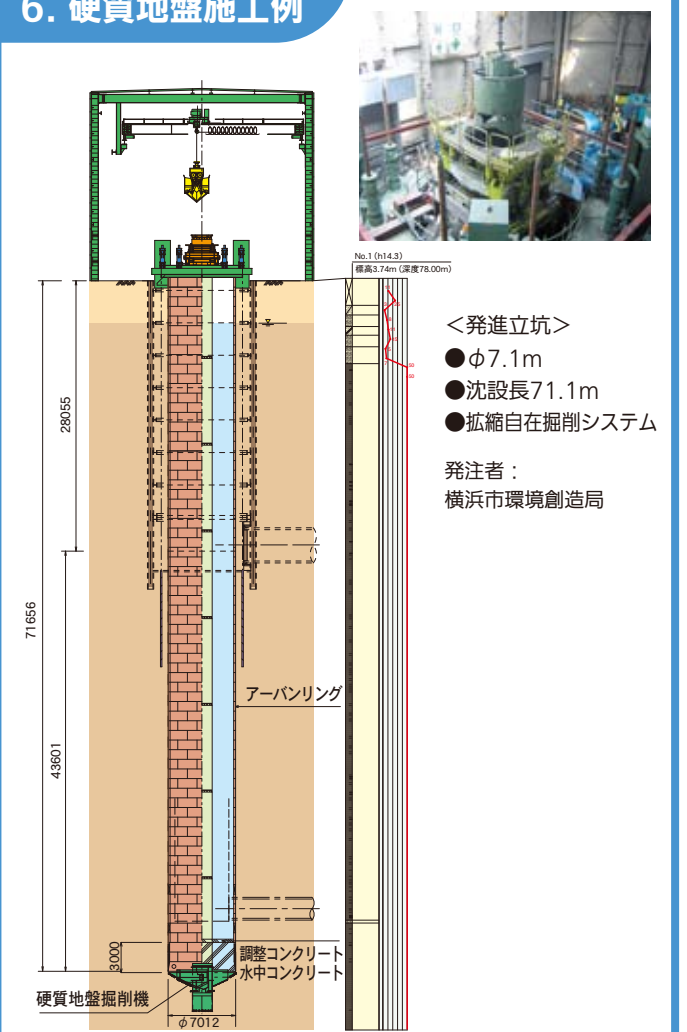 6. 硬質地盤施工例
No.1 (h14.3)
標高3.74m (深度78.00m)
<発進立坑>
●φ7.1m
●沈設長71.1m
●拡縮自在掘削システム
発注者:
横浜市環境創造局
28055
71656
43601
アーバンリング
3000
調整コンクリート
水中コンクリート
硬質地盤掘削機
φ7012